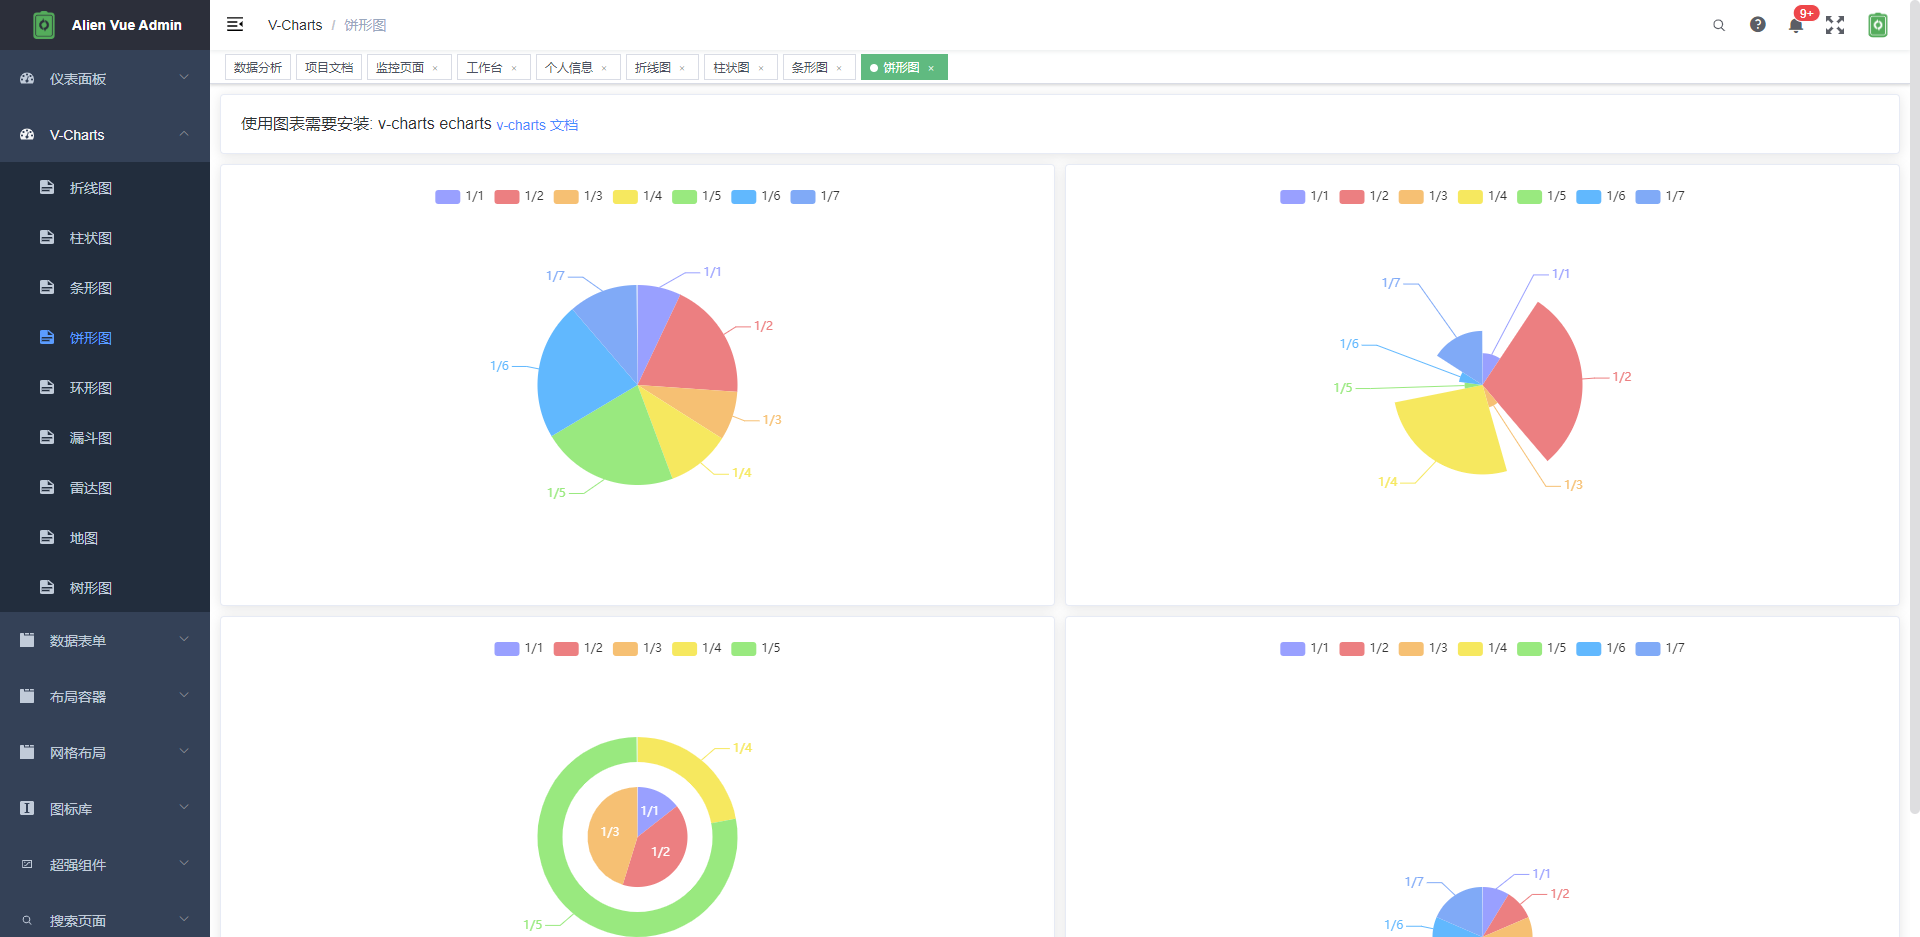 Alien Vue Admin
V-Charts / 饼形图
9+
仪表面板
V-Charts
折线图
柱状图
条形图
饼形图
环形图
漏斗图
雷达图
地图
树形图
数据表单
布局容器
网格布局
图标库
超强组件
搜索页面
数据分析 项目文档 监控页面 × 工作台 × 个人信息 × 折线图 × 柱状图 × 条形图 × 饼形图 ×
使用图表需要安装: v-charts echarts v-charts 文档
1/1 1/2 1/3 1/4 1/5 1/6 1/7
1/7
1/1
1/2
1/6
1/3
1/4
1/5
1/1 1/2 1/3 1/4 1/5 1/6 1/7
1/1
1/7
1/6
1/2
1/5
1/4
1/3
1/1 1/2 1/3 1/4 1/5
1/4
1/1
1/3
1/2
1/5
1/1 1/2 1/3 1/4 1/5 1/6 1/7
1/1
1/7
1/2
1/6